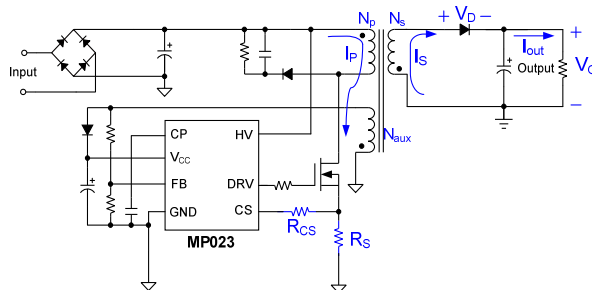 Np
Ns
+ VD −
IP
IS
Iout
+
Input
+
+
Output
VO
−
Naux
CP
HV
VCC
FB
DRV
+
GND
CS
RCS
RS
MP023